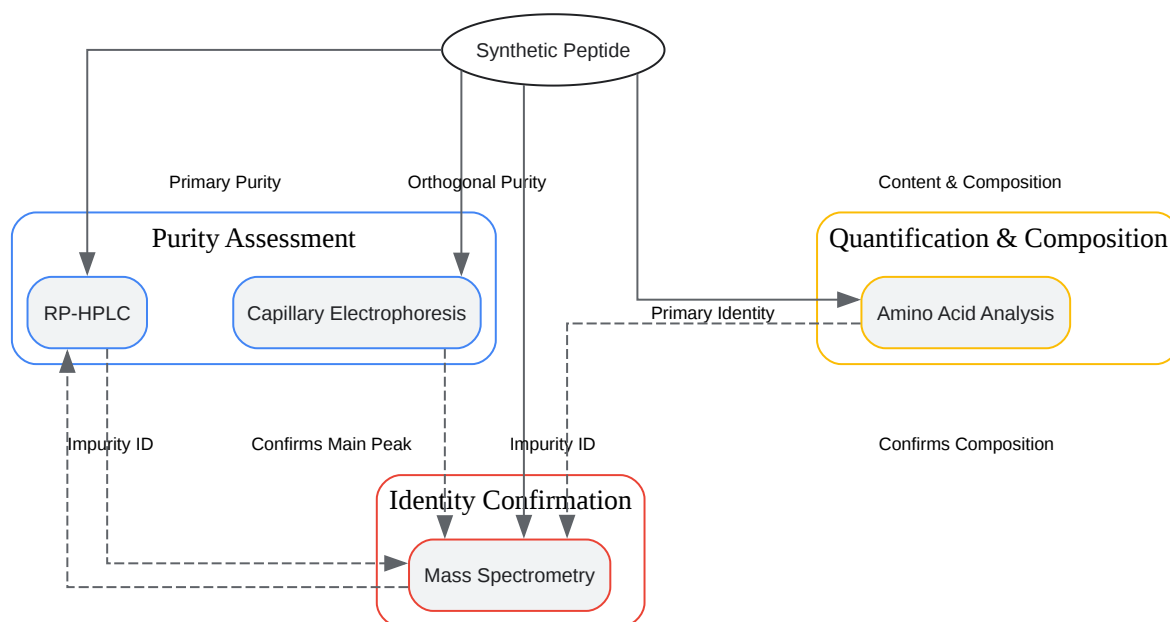 Synthetic Peptide
Primary Purity
Orthogonal Purity
Content & Composition
Purity Assessment
Quantification & Composition
RP-HPLC
Capillary Electrophoresis
Amino Acid Analysis
Primary Identity
Impurity ID
Confirms Main Peak
Impurity ID
Confirms Composition
Identity Confirmation
Mass Spectrometry